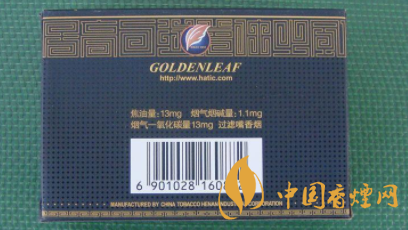 GOLDENLEAF
http://www.hatic.com
焦油量:13mg 烟气烟碱量:1.1mg
烟气一氧化碳量13mg 过滤嘴香烟
6 901028 160
MANUFACTURED BY CHINA TOBACCO HENAN INDUSTRIAL CORPORATION
中国香烟网